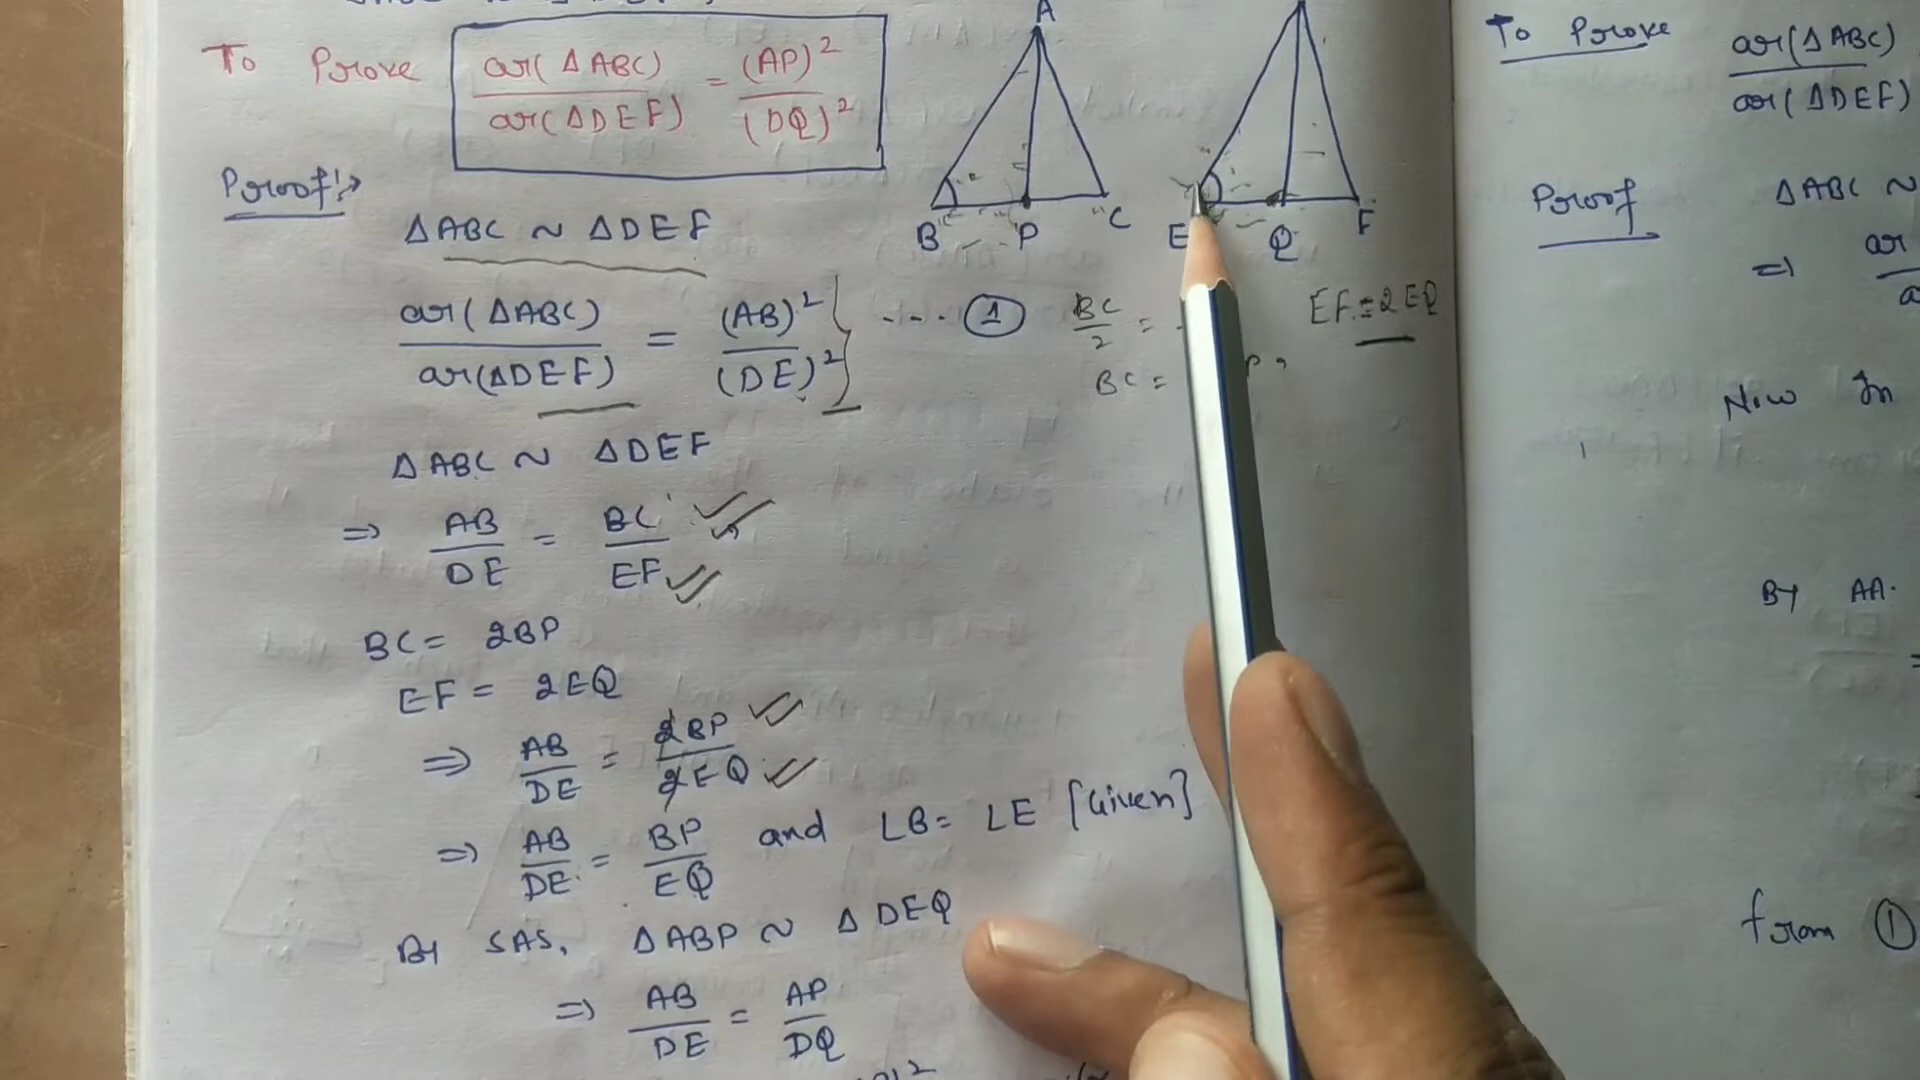 To Prove ar(ΔABC)/ar(ΔDEF) = (AP)²/(DQ)²
Proof:→
ΔABC ~ ΔDEF
ar(ΔABC)/ar(ΔDEF) = (AB)²/(DE)² } ---- ①
ΔABC ~ ΔDEF
⇒ AB/DE = BC/EF
BC = 2BP
EF = 2EQ
⇒ AB/DE = 2BP/2EQ
⇒ AB/DE = BP/EQ and ∠B = ∠E [Given]
By SAS, ΔABP ~ ΔDEQ
⇒ AB/DE = AP/DQ
A
B P C
E Q F
BC/2 =
BC = P,
EF = 2EQ
To Prove ar(ΔABC)/ar(ΔDEF)
Proof ΔABC ~
⇒ ar
Now In
By AA.
=
from ①